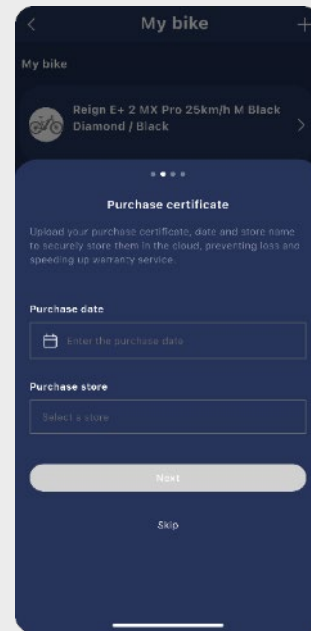 My bike
My bike
Reign E+ 2 MX Pro 25km/h M Black
Diamond / Black
Purchase certificate
Upload your purchase certificate, date and store name
to securely store them in the cloud, preventing loss and
speeding up warranty service.
Purchase date
Enter the purchase date
Purchase store
Select a store
Next
Skip